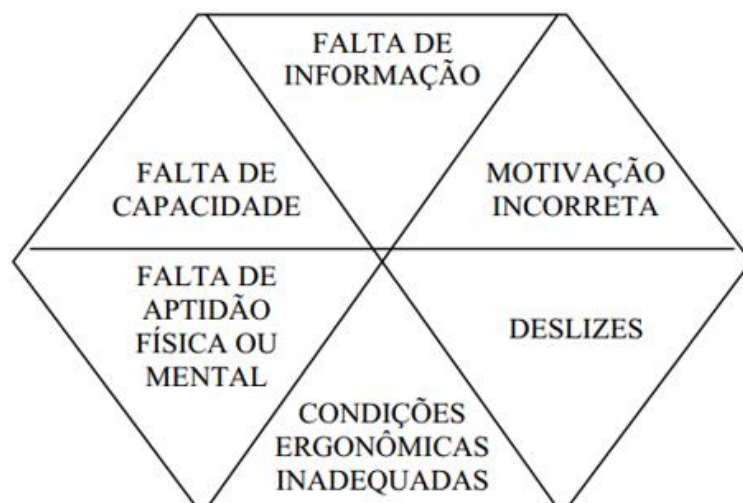 FALTA DE
INFORMAÇÃO
FALTA DE
CAPACIDADE
MOTIVAÇÃO
INCORRETA
FALTA DE
APTIDÃO
FÍSICA OU
MENTAL
DESLIZES
CONDIÇÕES
ERGONÔMICAS
INADEQUADAS